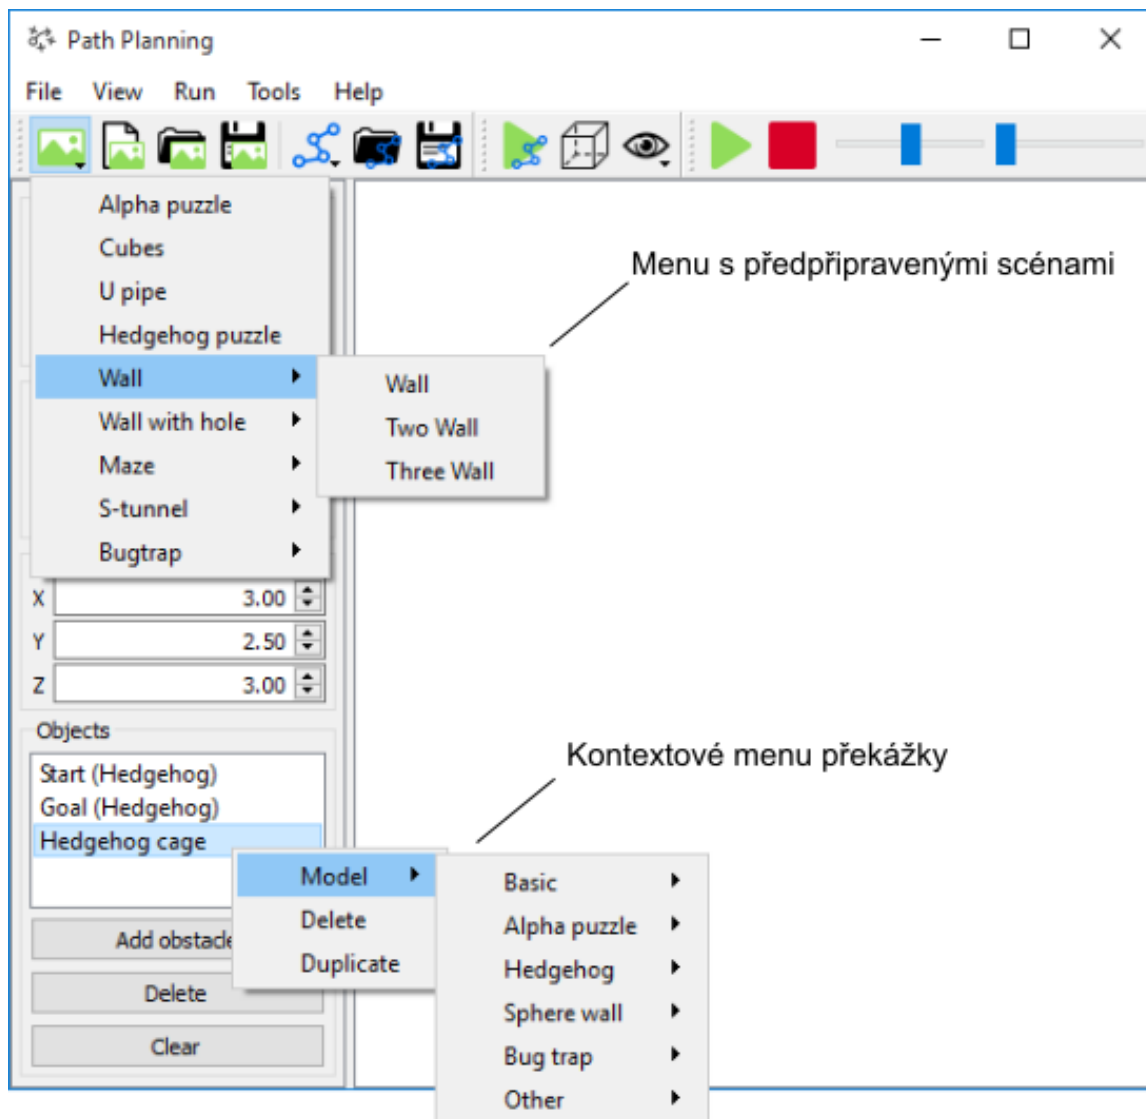 Path Planning
File View Run Tools Help
Alpha puzzle
Cubes
U pipe
Hedgehog puzzle
Wall
Wall with hole
Maze
S-tunnel
Bugtrap
Wall
Two Wall
Three Wall
Menu s předpřipravenými scénami
X 3.00
Y 2.50
Z 3.00
Objects
Start (Hedgehog)
Goal (Hedgehog)
Hedgehog cage
Kontextové menu překážky
Model
Delete
Duplicate
Basic
Alpha puzzle
Hedgehog
Sphere wall
Bug trap
Other
Add obstacle
Delete
Clear